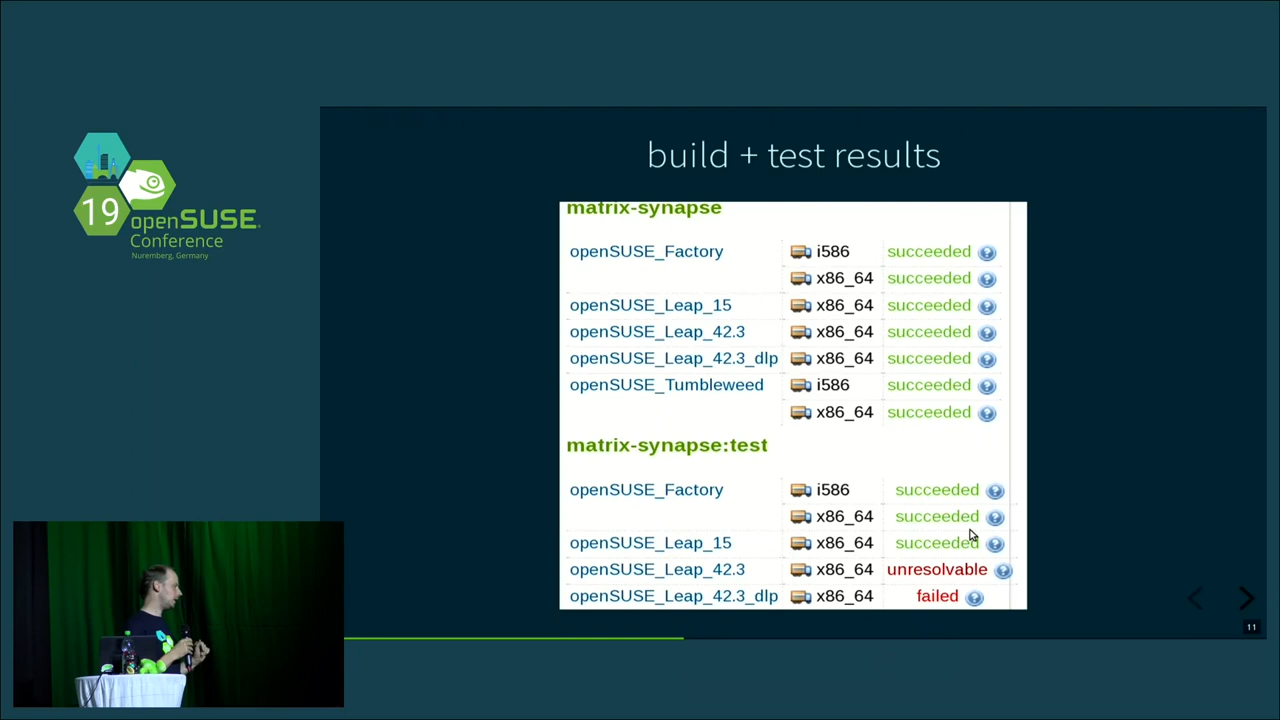 19
openSUSE
Conference
Nuremberg, Germany
build + test results
matrix-synapse
openSUSE_Factory i586 succeeded
x86_64 succeeded
openSUSE_Leap_15 x86_64 succeeded
openSUSE_Leap_42.3 x86_64 succeeded
openSUSE_Leap_42.3_dlp x86_64 succeeded
openSUSE_Tumbleweed i586 succeeded
x86_64 succeeded
matrix-synapse:test
openSUSE_Factory i586 succeeded
x86_64 succeeded
openSUSE_Leap_15 x86_64 succeeded
openSUSE_Leap_42.3 x86_64 unresolvable
openSUSE_Leap_42.3_dlp x86_64 failed
11